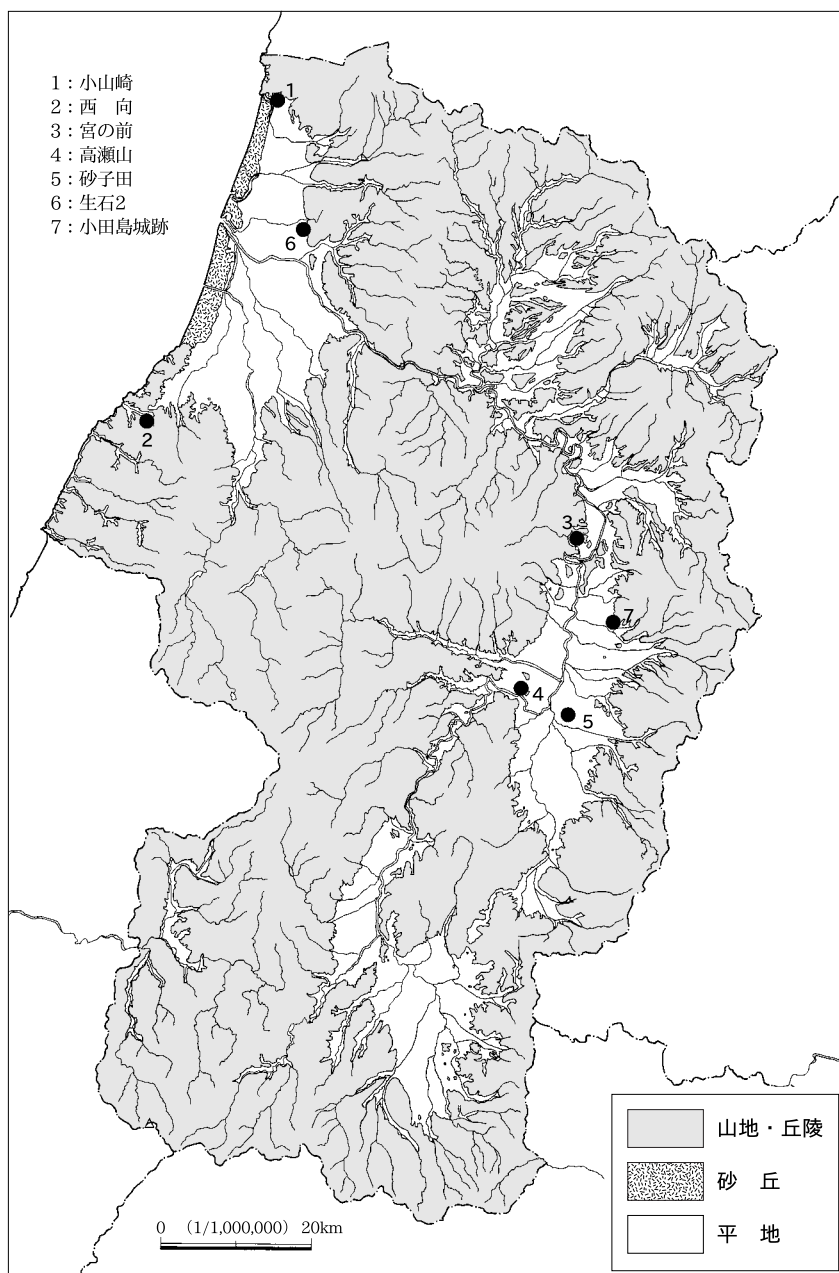 1：小山崎
2：西　向
3：宮の前
4：高瀬山
5：砂子田
6：生石2
7：小田島城跡
1
6
2
3
7
4
5
山地・丘陵
砂　丘
平　地
0　(1/1,000,000)　20km